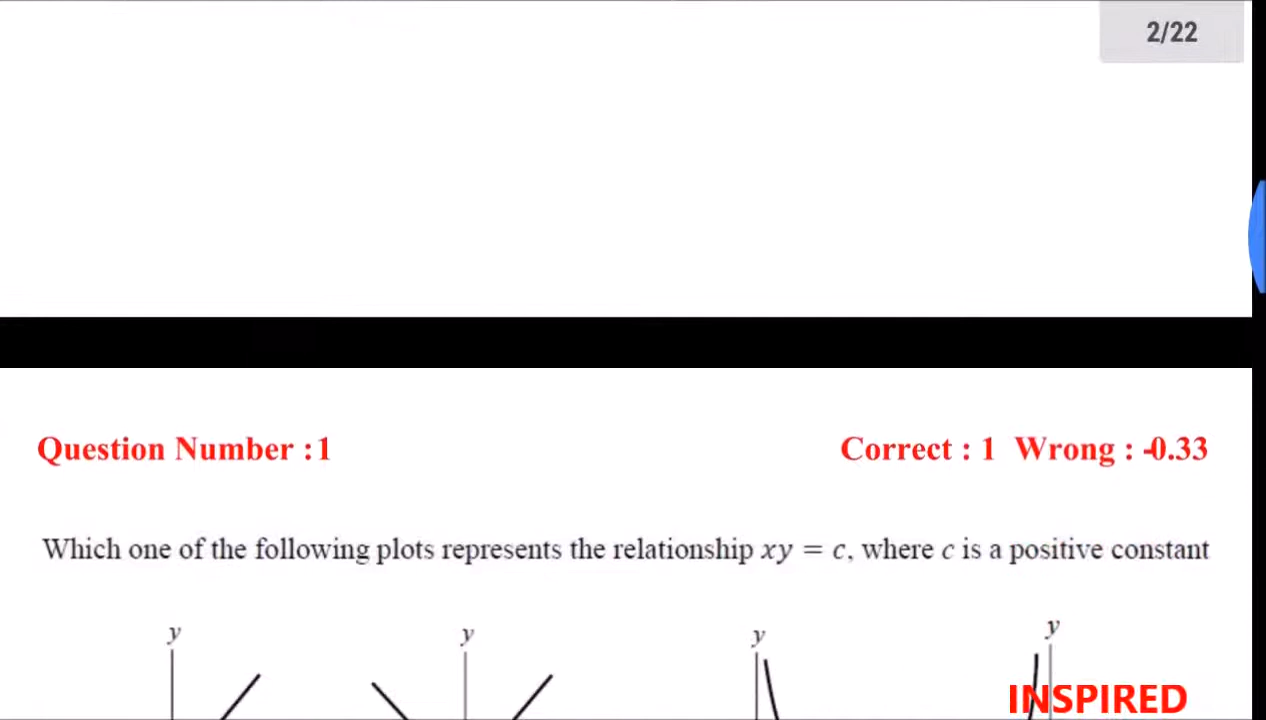 2/22
Question Number : 1 Correct : 1 Wrong : -0.33
Which one of the following plots represents the relationship xy = c, where c is a positive constant
y y y y
INSPIRED